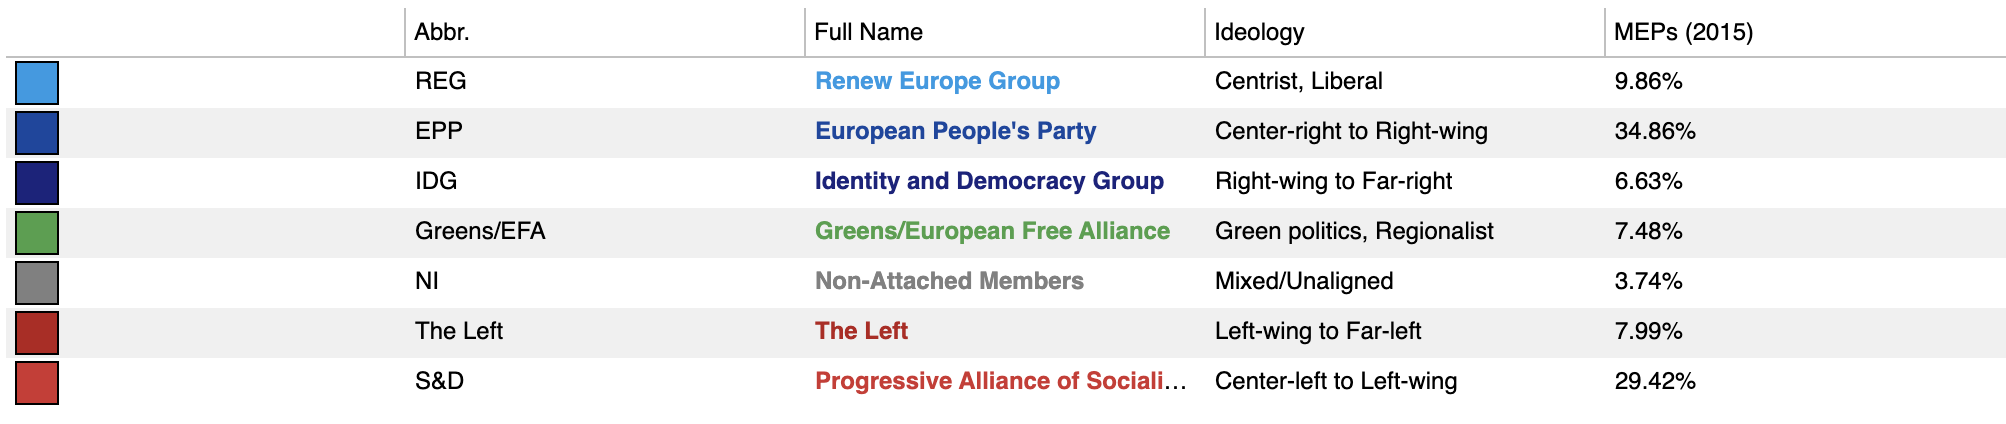 Abbr. Full Name Ideology MEPs (2015)
REG Renew Europe Group Centrist, Liberal 9.86%
EPP European People's Party Center-right to Right-wing 34.86%
IDG Identity and Democracy Group Right-wing to Far-right 6.63%
Greens/EFA Greens/European Free Alliance Green politics, Regionalist 7.48%
NI Non-Attached Members Mixed/Unaligned 3.74%
The Left The Left Left-wing to Far-left 7.99%
S&D Progressive Alliance of Sociali… Center-left to Left-wing 29.42%